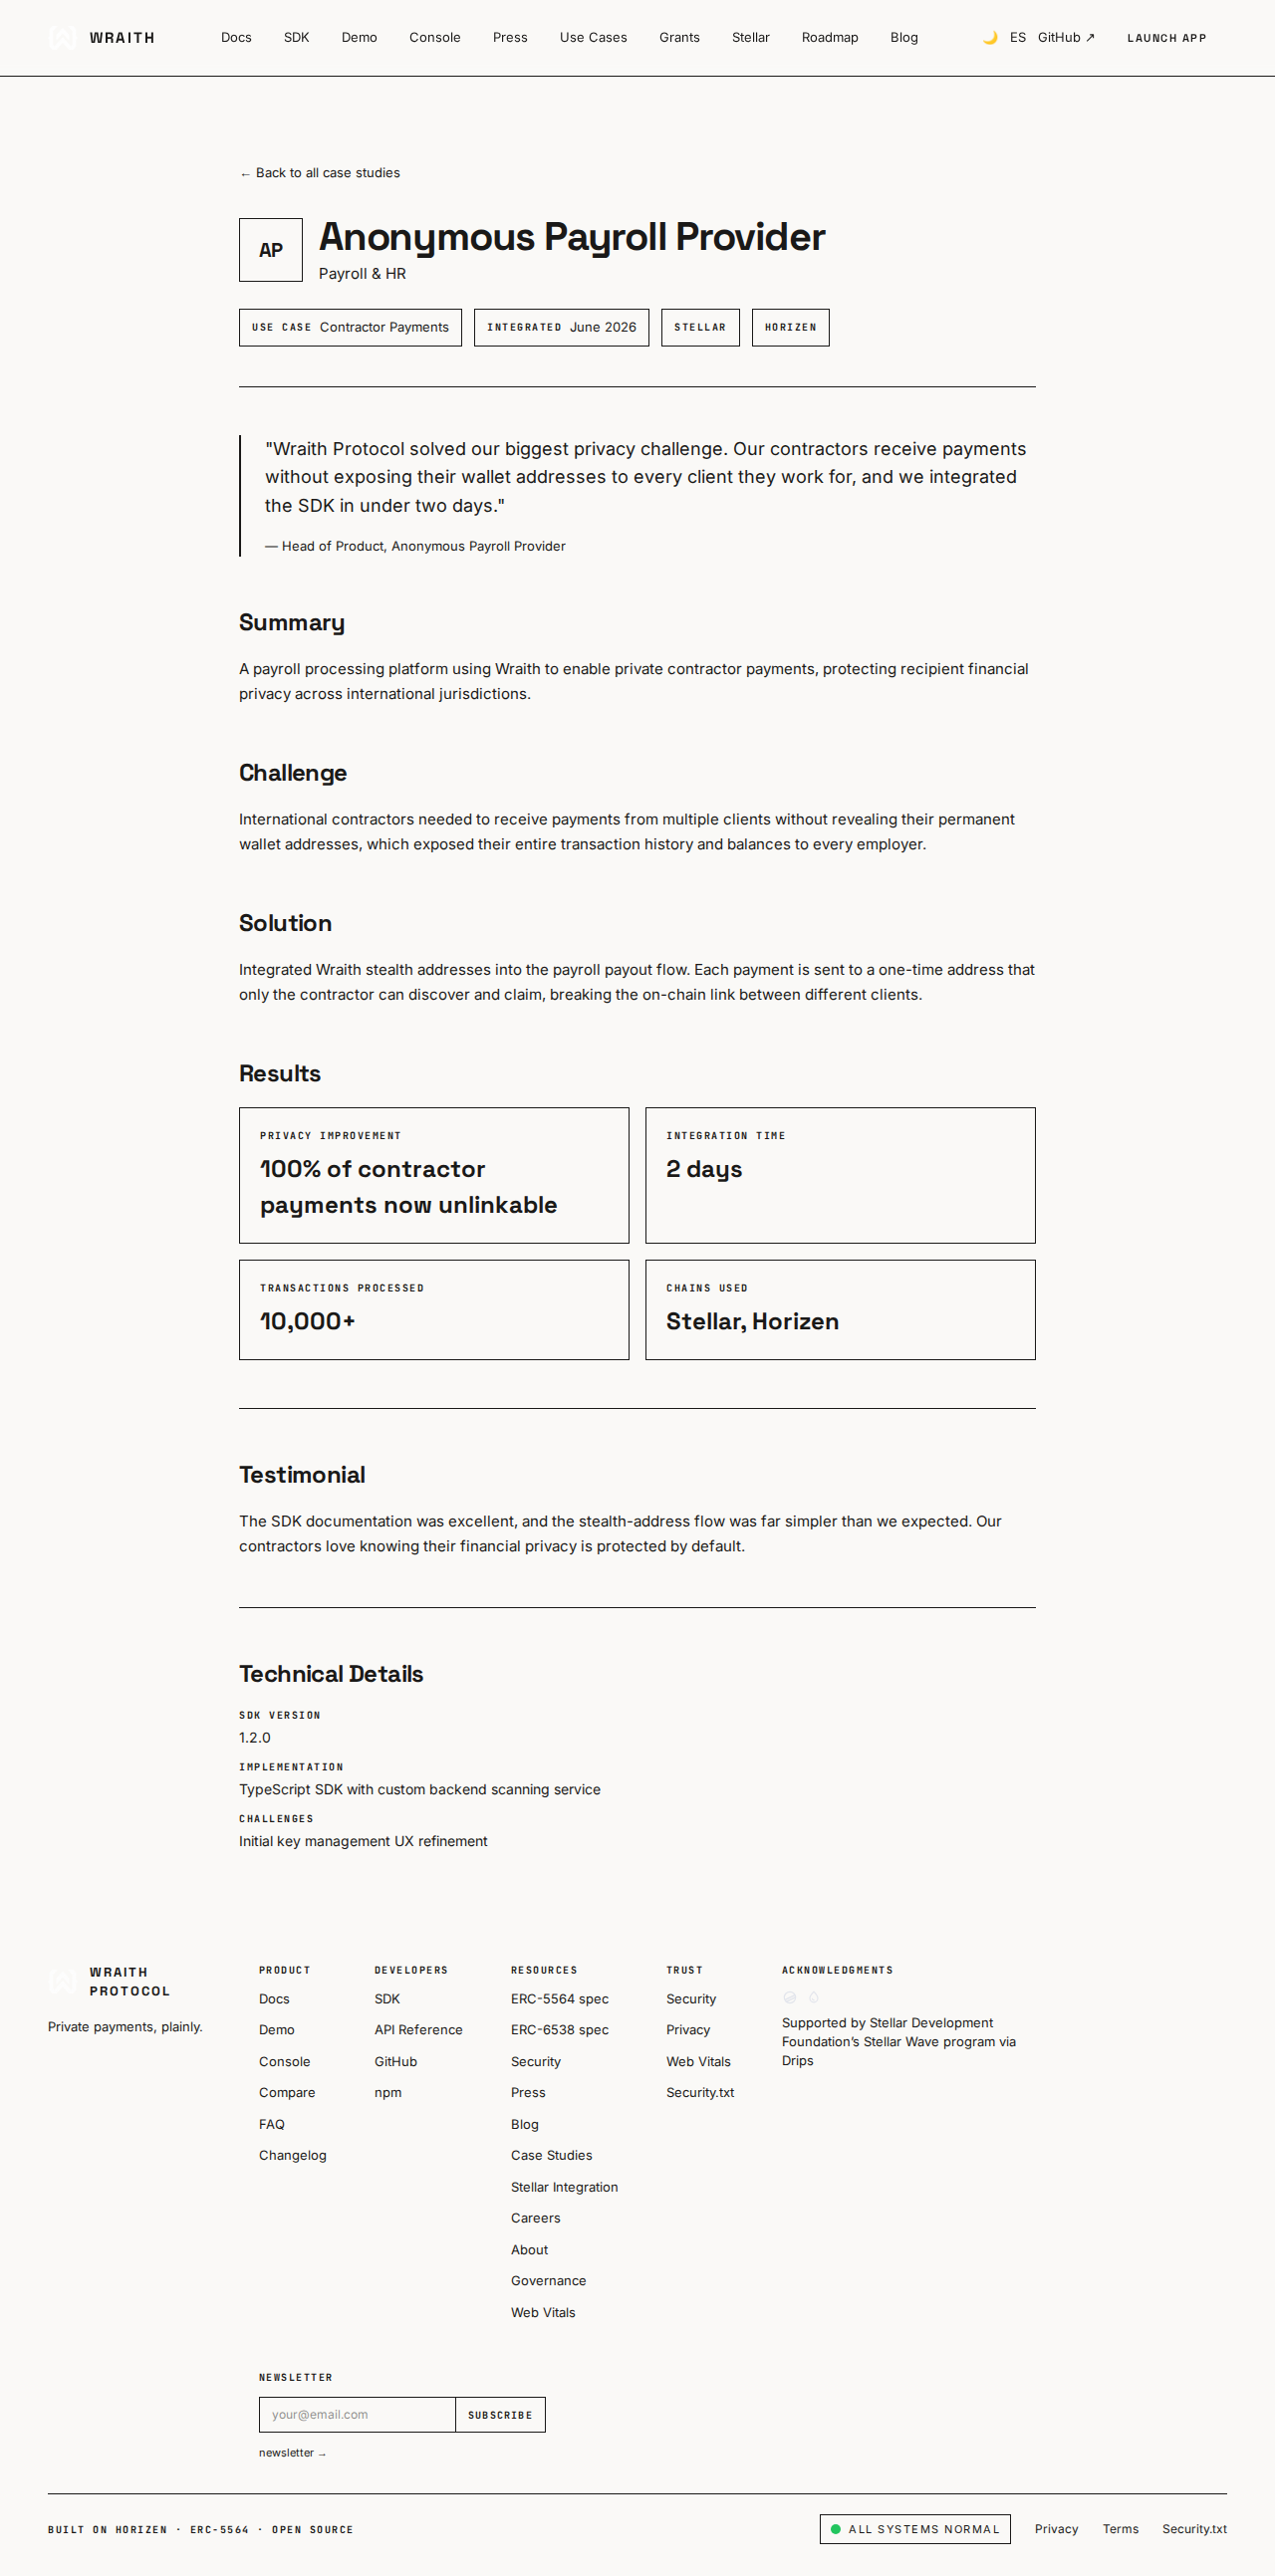 WRAITH
Docs SDK Demo Console Press Use Cases Grants Stellar Roadmap Blog
ES GitHub ↗ LAUNCH APP
← Back to all case studies
AP
Anonymous Payroll Provider
Payroll & HR
USE CASE Contractor Payments
INTEGRATED June 2026
STELLAR
HORIZEN
"Wraith Protocol solved our biggest privacy challenge. Our contractors receive payments
without exposing their wallet addresses to every client they work for, and we integrated
the SDK in under two days."
— Head of Product, Anonymous Payroll Provider
Summary
A payroll processing platform using Wraith to enable private contractor payments, protecting recipient financial
privacy across international jurisdictions.
Challenge
International contractors needed to receive payments from multiple clients without revealing their permanent
wallet addresses, which exposed their entire transaction history and balances to every employer.
Solution
Integrated Wraith stealth addresses into the payroll payout flow. Each payment is sent to a one-time address that
only the contractor can discover and claim, breaking the on-chain link between different clients.
Results
PRIVACY IMPROVEMENT
100% of contractor
payments now unlinkable
INTEGRATION TIME
2 days
TRANSACTIONS PROCESSED
10,000+
CHAINS USED
Stellar, Horizen
Testimonial
The SDK documentation was excellent, and the stealth-address flow was far simpler than we expected. Our
contractors love knowing their financial privacy is protected by default.
Technical Details
SDK VERSION
1.2.0
IMPLEMENTATION
TypeScript SDK with custom backend scanning service
CHALLENGES
Initial key management UX refinement
WRAITH
PROTOCOL
Private payments, plainly.
PRODUCT
Docs
Demo
Console
Compare
FAQ
Changelog
DEVELOPERS
SDK
API Reference
GitHub
npm
RESOURCES
ERC-5564 spec
ERC-6538 spec
Security
Press
Blog
Case Studies
Stellar Integration
Careers
About
Governance
Web Vitals
TRUST
Security
Privacy
Web Vitals
Security.txt
ACKNOWLEDGMENTS
Supported by Stellar Development
Foundation's Stellar Wave program via
Drips
NEWSLETTER
your@email.com
SUBSCRIBE
newsletter →
BUILT ON HORIZEN · ERC-5564 · OPEN SOURCE
ALL SYSTEMS NORMAL
Privacy Terms Security.txt